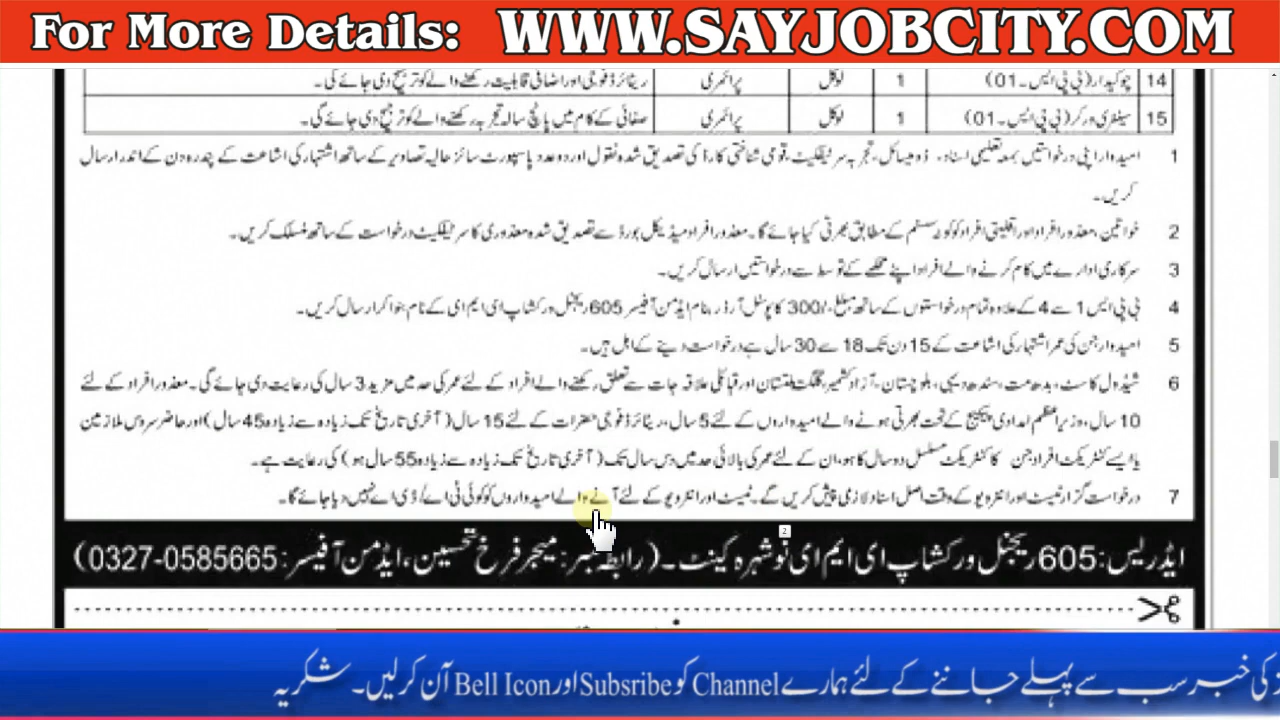 For More Details: WWW.SAYJOBCITY.COM
14 چوکیدار (بی پی ایس۔01) 1 لوکل پرائمری ریٹائرڈ فوجی اور اضافی قابلیت رکھنے والے کو ترجیح دی جائے گی۔
15 سینٹری ورکر (بی پی ایس۔01) 1 لوکل پرائمری صفائی کے کام میں پانچ سالہ تجربہ رکھنے والے کو ترجیح دی جائے گی۔
1 امیدوار اپنی درخواستیں بمعہ تعلیمی اسناد، ڈومیسائل، تجربہ سرٹیفکیٹ، قومی شناختی کارڈ کی تصدیق شدہ نقول اور دو عدد پاسپورٹ سائز حالیہ تصاویر کے ساتھ اشتہار کی اشاعت کے پندرہ دن کے اندر ارسال
کریں۔
2 خواتین، معذور افراد اور اقلیتی افراد کو کوٹہ سسٹم کے مطابق بھرتی کیا جائے گا۔ معذور افراد میڈیکل بورڈ سے تصدیق شدہ معذوری کا سرٹیفکیٹ درخواست کے ساتھ منسلک کریں۔
3 سرکاری ادارے میں کام کرنے والے افراد اپنے محکمے کے توسط سے درخواستیں ارسال کریں۔
4 بی پی ایس 1 سے 4 کے علاوہ تمام درخواستوں کے ساتھ مبلغ -/300 کا پوسٹل آرڈر بنام ایڈمن آفیسر 605 ریجنل ورکشاپ ای ایم ای کے نام بنوا کر ارسال کریں۔
5 امیدوار جن کی عمر اشتہار کی اشاعت کے 15 دن تک 18 سے 30 سال ہے درخواست دینے کے اہل ہیں۔
6 شیڈول کاسٹ، بدھ مت، سندھ دیہی، بلوچستان، آزاد کشمیر، گلگت بلتستان اور قبائلی علاقہ جات سے تعلق رکھنے والے افراد کے لئے عمر کی حد میں مزید 3 سال کی رعایت دی جائے گی۔ معذور افراد کے لئے
10 سال، وزیر اعظم امدادی پیکیج کے تحت بھرتی ہونے والے امیدواروں کے لئے 5 سال، ریٹائرڈ فوجی حضرات کے لئے 15 سال (آخری تاریخ تک زیادہ سے زیادہ 45 سال) اور حاضر سروس ملازمین
یا ایسے کنٹریکٹ افراد جن کا کنٹریکٹ مسلسل دو سال کا ہو، ان کے لئے عمر کی بالائی حد میں دس سال تک (آخری تاریخ تک زیادہ سے زیادہ 55 سال ہو) کی رعایت ہے۔
7 درخواست گزار ٹیسٹ اور انٹرویو کے وقت اصل اسناد لازمی پیش کریں گے۔ ٹیسٹ اور انٹرویو کے لئے آنے والے امیدواروں کو کوئی ٹی اے/ ڈی اے نہیں دیا جائے گا۔
2
ایڈریس: 605 ریجنل ورکشاپ ای ایم ای نوشہرہ کینٹ۔ (رابطہ نمبر: میجر فرخ تحسین، ایڈمن آفیسر: 0585665-0327)
کی خبر سب سے پہلے جاننے کے لئے ہمارے Channel کو Subsribe اور Bell Icon آن کر لیں۔ شکریہ